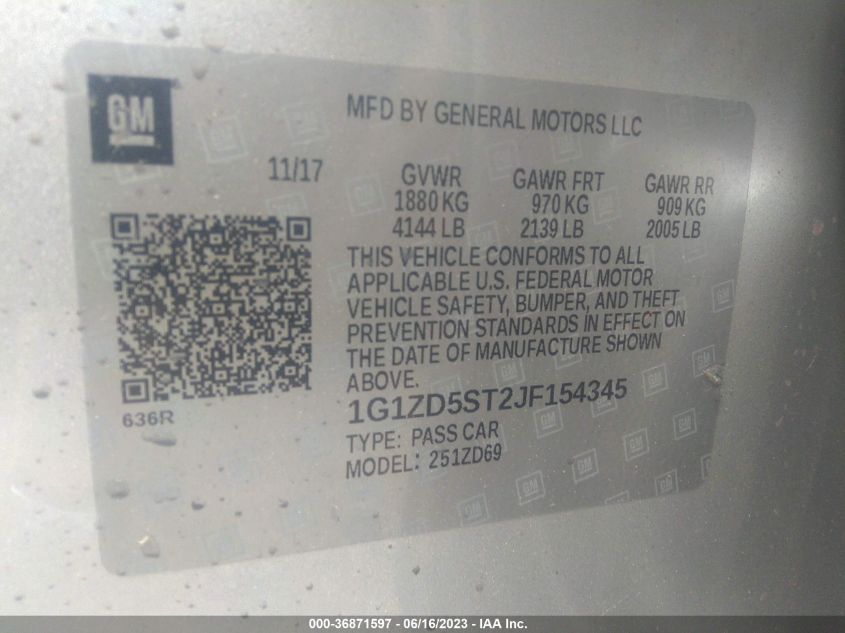 GM
MFD BY GENERAL MOTORS LLC
11/17
GVWR GAWR FRT GAWR RR
1880 KG 970 KG 909 KG
4144 LB 2139 LB 2005 LB
THIS VEHICLE CONFORMS TO ALL
APPLICABLE U.S. FEDERAL MOTOR
VEHICLE SAFETY, BUMPER, AND THEFT
PREVENTION STANDARDS IN EFFECT ON
THE DATE OF MANUFACTURE SHOWN
ABOVE.
636R
1G1ZD5ST2JF154345
TYPE: PASS CAR
MODEL: 251ZD69
000-36871597 - 06/16/2023 - IAA Inc.